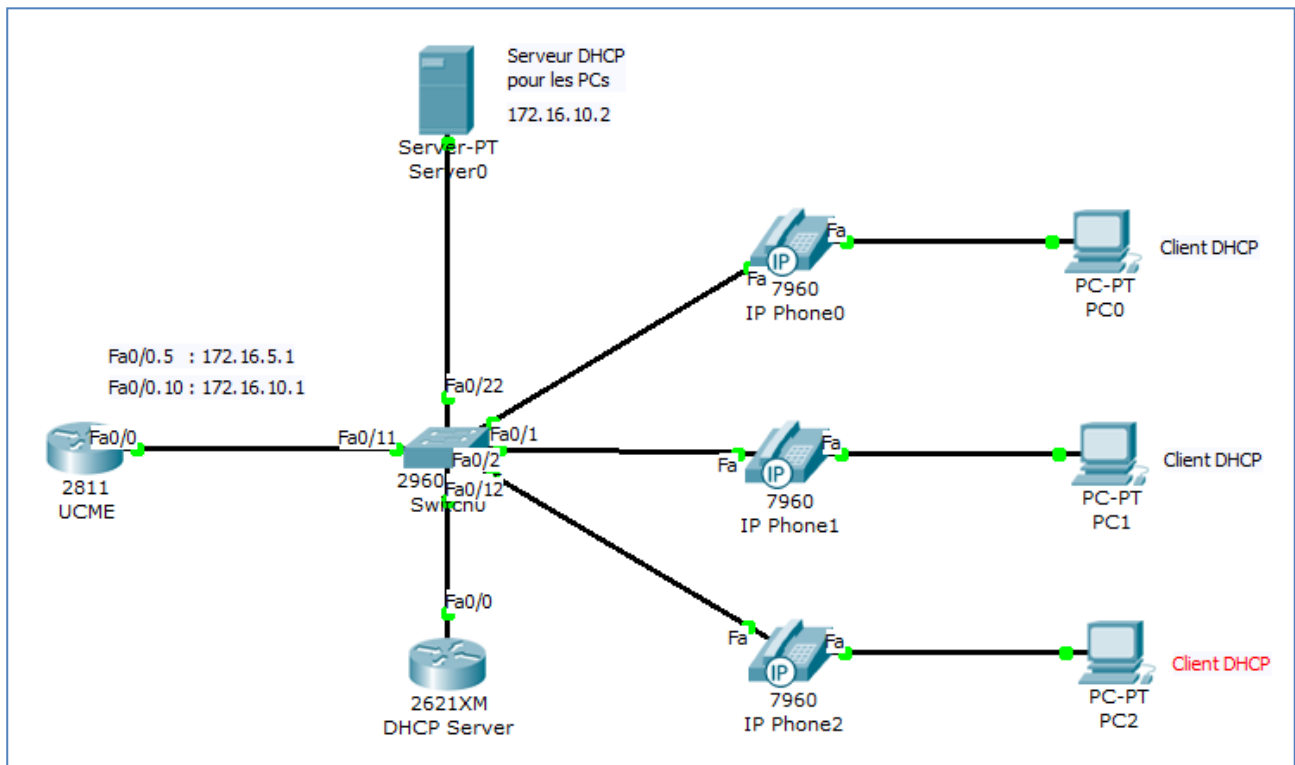 Serveur DHCP
pour les PCs
172.16.10.2
Server-PT
Server0
Fa
Fa
7960
IP Phone0
Client DHCP
PC-PT
PC0
Fa0/0.5 : 172.16.5.1
Fa0/0.10 : 172.16.10.1
Fa0/22
Fa0/0
Fa0/11
Fa0/1
Fa0/2
Fa0/12
2811
UCME
2960
Fa
Fa
7960
IP Phone1
Client DHCP
PC-PT
PC1
Fa0/0
2621XM
DHCP Server
Fa
Fa
7960
IP Phone2
Client DHCP
PC-PT
PC2